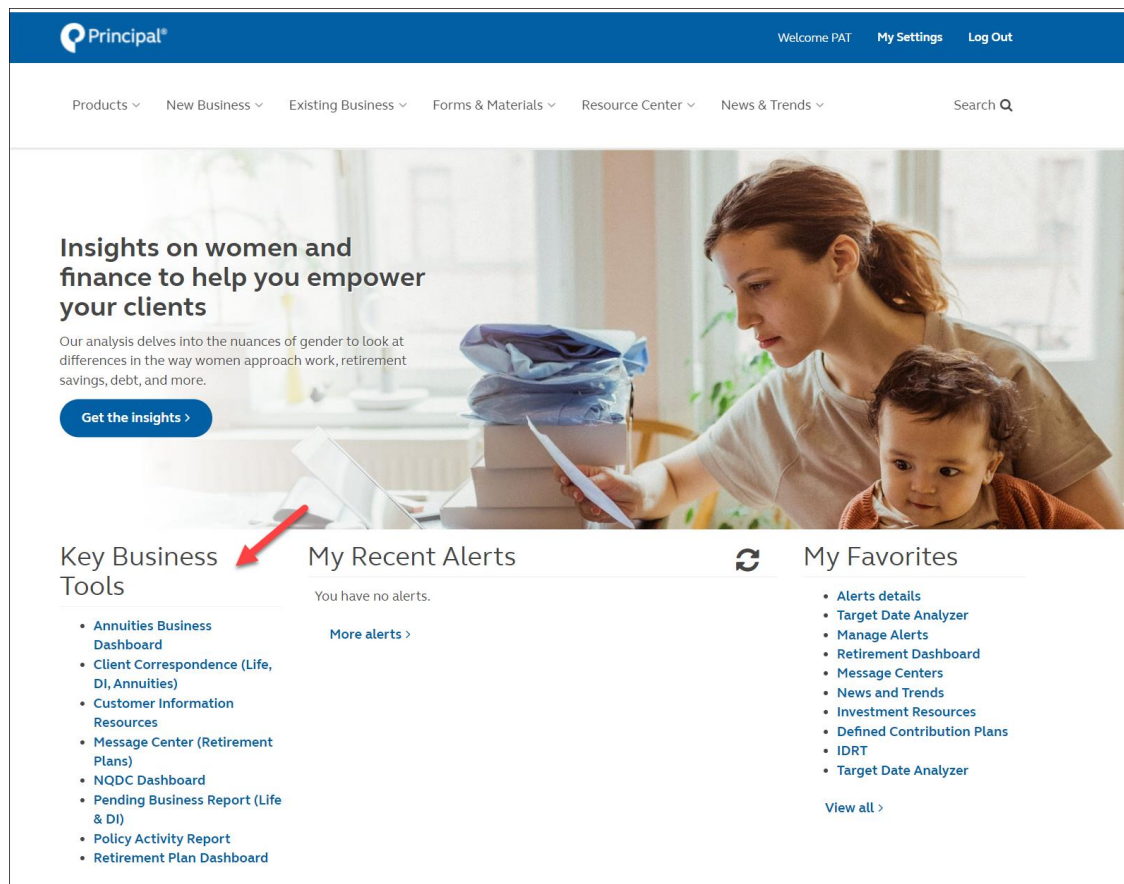 Principal®
Welcome PAT My Settings Log Out
Products New Business Existing Business Forms & Materials Resource Center News & Trends Search
Insights on women and
finance to help you empower
your clients
Our analysis delves into the nuances of gender to look at
differences in the way women approach work, retirement
savings, debt, and more.
Get the insights >
Key Business
Tools
• Annuities Business
Dashboard
• Client Correspondence (Life,
DI, Annuities)
• Customer Information
Resources
• Message Center (Retirement
Plans)
• NQDC Dashboard
• Pending Business Report (Life
& DI)
• Policy Activity Report
• Retirement Plan Dashboard
My Recent Alerts
You have no alerts.
More alerts >
My Favorites
• Alerts details
• Target Date Analyzer
• Manage Alerts
• Retirement Dashboard
• Message Centers
• News and Trends
• Investment Resources
• Defined Contribution Plans
• IDRT
• Target Date Analyzer
View all >